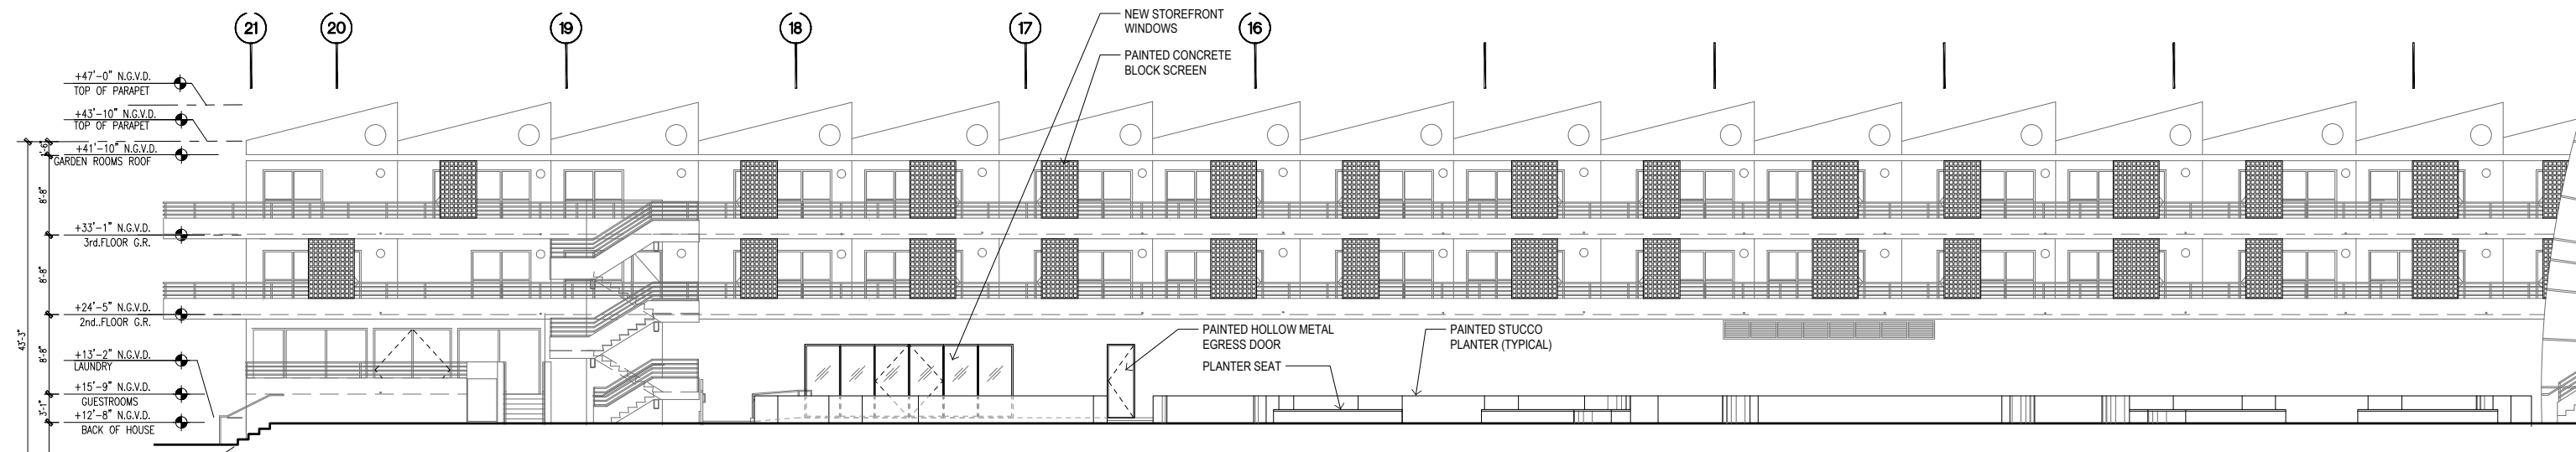 21
20
19
18
17
16
NEW STOREFRONT
WINDOWS
PAINTED CONCRETE
BLOCK SCREEN
+47'-0" N.G.V.D.
TOP OF PARAPET
+43'-10" N.G.V.D.
TOP OF PARAPET
+41'-10" N.G.V.D.
GARDEN ROOMS ROOF
8'-8"
+33'-1" N.G.V.D.
3rd.FLOOR G.R.
8'-8"
+24'-5" N.G.V.D.
2nd..FLOOR G.R.
43'-3"
8'-8"
+13'-2" N.G.V.D.
LAUNDRY
+15'-9" N.G.V.D.
GUESTROOMS
3'-1"
+12'-8" N.G.V.D.
BACK OF HOUSE
PAINTED HOLLOW METAL
EGRESS DOOR
PLANTER SEAT
PAINTED STUCCO
PLANTER (TYPICAL)